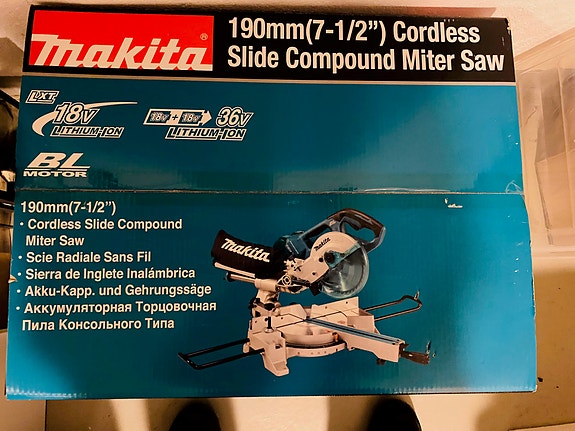 Makita
190mm(7-1/2") Cordless
Slide Compound Miter Saw
LXT
18V
LITHIUM-ION
18V + 18V
36V
LITHIUM-ION
BL
MOTOR
190mm(7-1/2")
• Cordless Slide Compound
Miter Saw
• Scie Radiale Sans Fil
• Sierra de Inglete Inalámbrica
• Akku-Kapp. und Gehrungssäge
• Аккумуляторная Торцовочная
Пила Консольного Типа
Makita
Makita